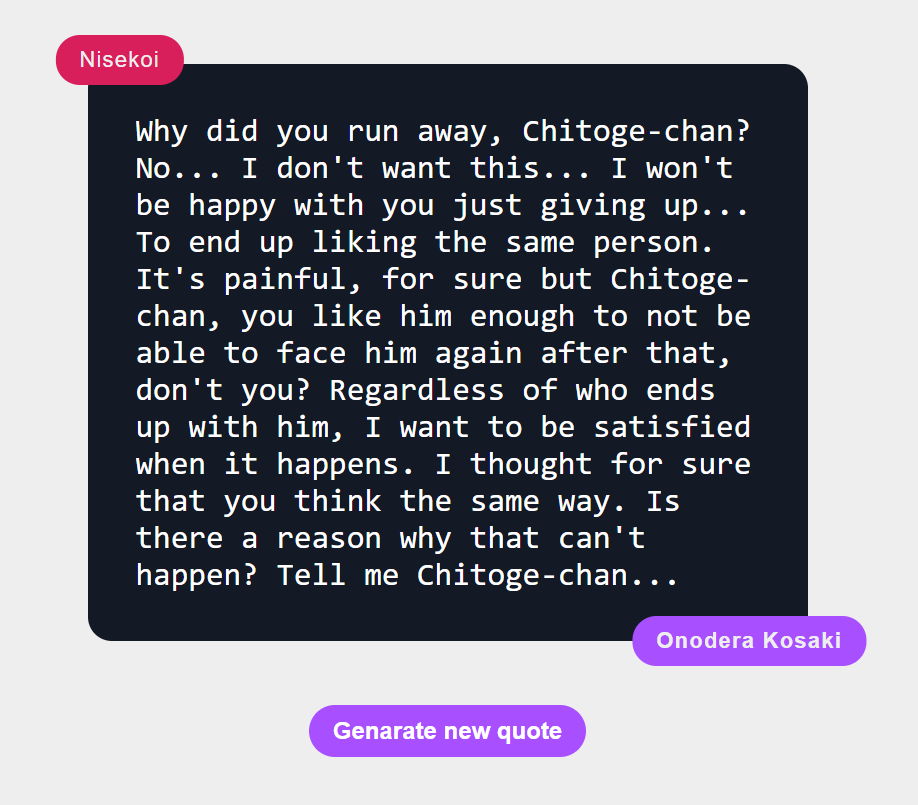 Nisekoi
Why did you run away, Chitoge-chan?
No... I don't want this... I won't
be happy with you just giving up...
To end up liking the same person.
It's painful, for sure but Chitoge-
chan, you like him enough to not be
able to face him again after that,
don't you? Regardless of who ends
up with him, I want to be satisfied
when it happens. I thought for sure
that you think the same way. Is
there a reason why that can't
happen? Tell me Chitoge-chan...
Onodera Kosaki
Genarate new quote